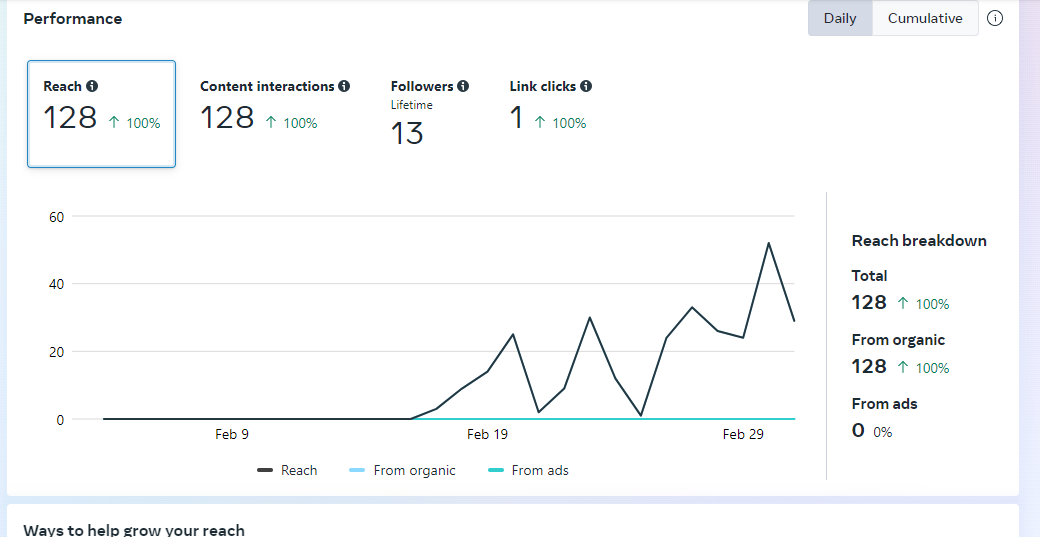 Performance
Daily Cumulative
Reach Content interactions Followers Link clicks
Lifetime
128 100% 128 100% 13 1 100%
60
40
20
0
Feb 9 Feb 19 Feb 29
Reach From organic From ads
Reach breakdown
Total
128 100%
From organic
128 100%
From ads
0 0%
Ways to help grow your reach